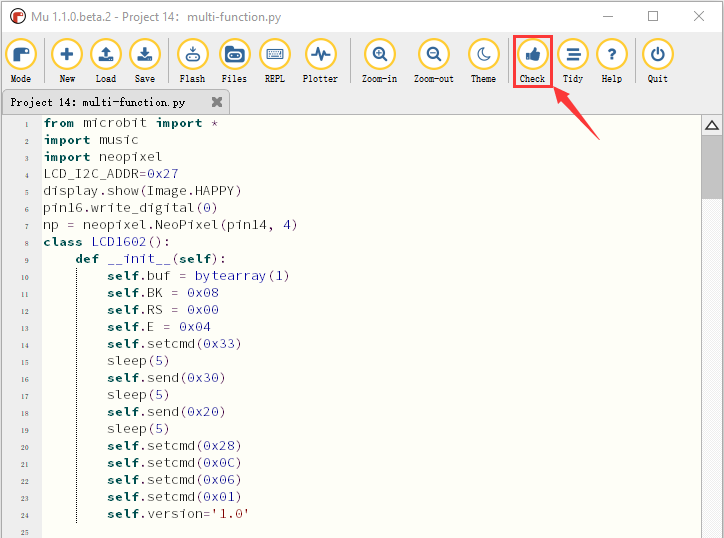 Mu 1.1.0.beta.2 - Project 14: multi-function.py
Mode New Load Save Flash Files REPL Plotter Zoom-in Zoom-out Theme Check Tidy Help Quit
Project 14: multi-function.py
1 from microbit import *
2 import music
3 import neopixel
4 LCD_I2C_ADDR=0x27
5 display.show(Image.HAPPY)
6 pin16.write_digital(0)
7 np = neopixel.NeoPixel(pin14, 4)
8 class LCD1602():
9 def __init__(self):
10 self.buf = bytearray(1)
11 self.BK = 0x08
12 self.RS = 0x00
13 self.E = 0x04
14 self.setcmd(0x33)
15 sleep(5)
16 self.send(0x30)
17 sleep(5)
18 self.send(0x20)
19 sleep(5)
20 self.setcmd(0x28)
21 self.setcmd(0x0C)
22 self.setcmd(0x06)
23 self.setcmd(0x01)
24 self.version='1.0'
25